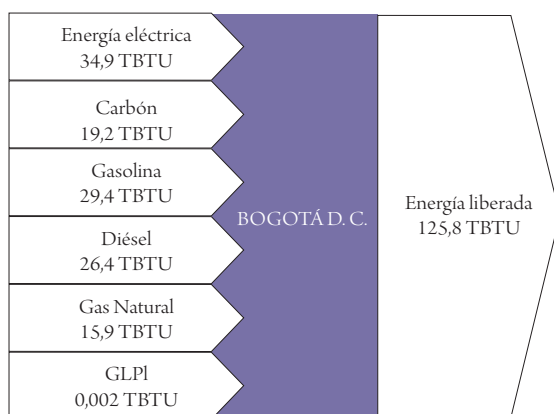 Energía eléctrica
34,9 TBTU
Carbón
19,2 TBTU
Gasolina
29,4 TBTU
Diésel
26,4 TBTU
Gas Natural
15,9 TBTU
GLPl
0,002 TBTU
BOGOTÁ D. C.
Energía liberada
125,8 TBTU